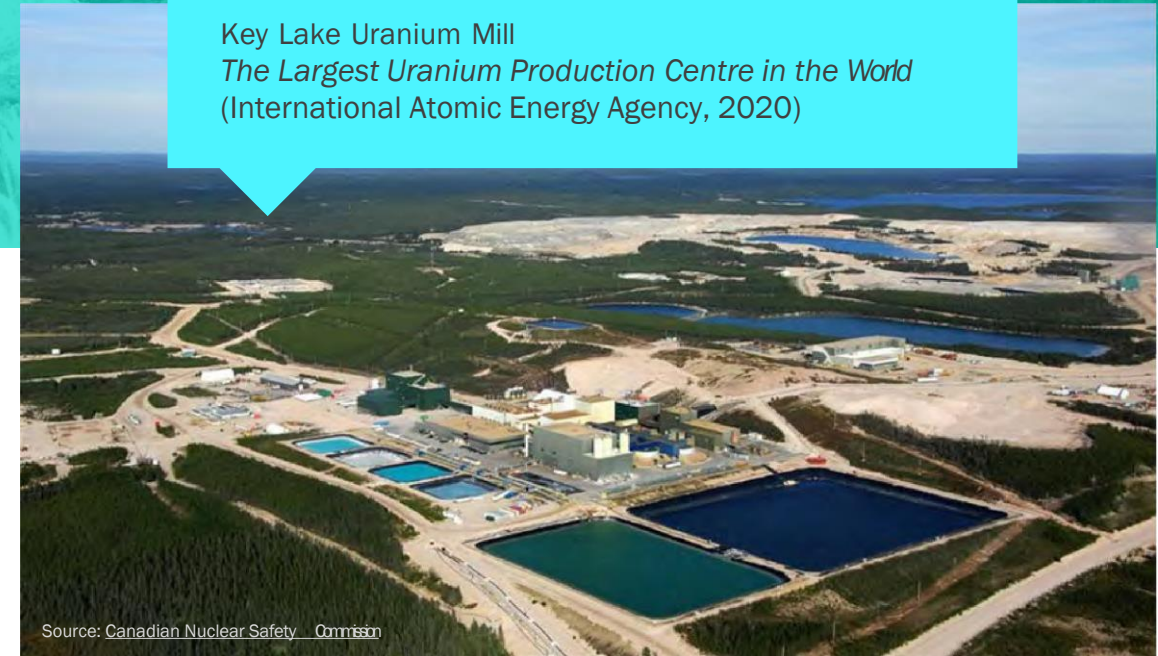 Key Lake Uranium Mill
The Largest Uranium Production Centre in the World
(International Atomic Energy Agency, 2020)
Source: Canadian Nuclear Safety Commission